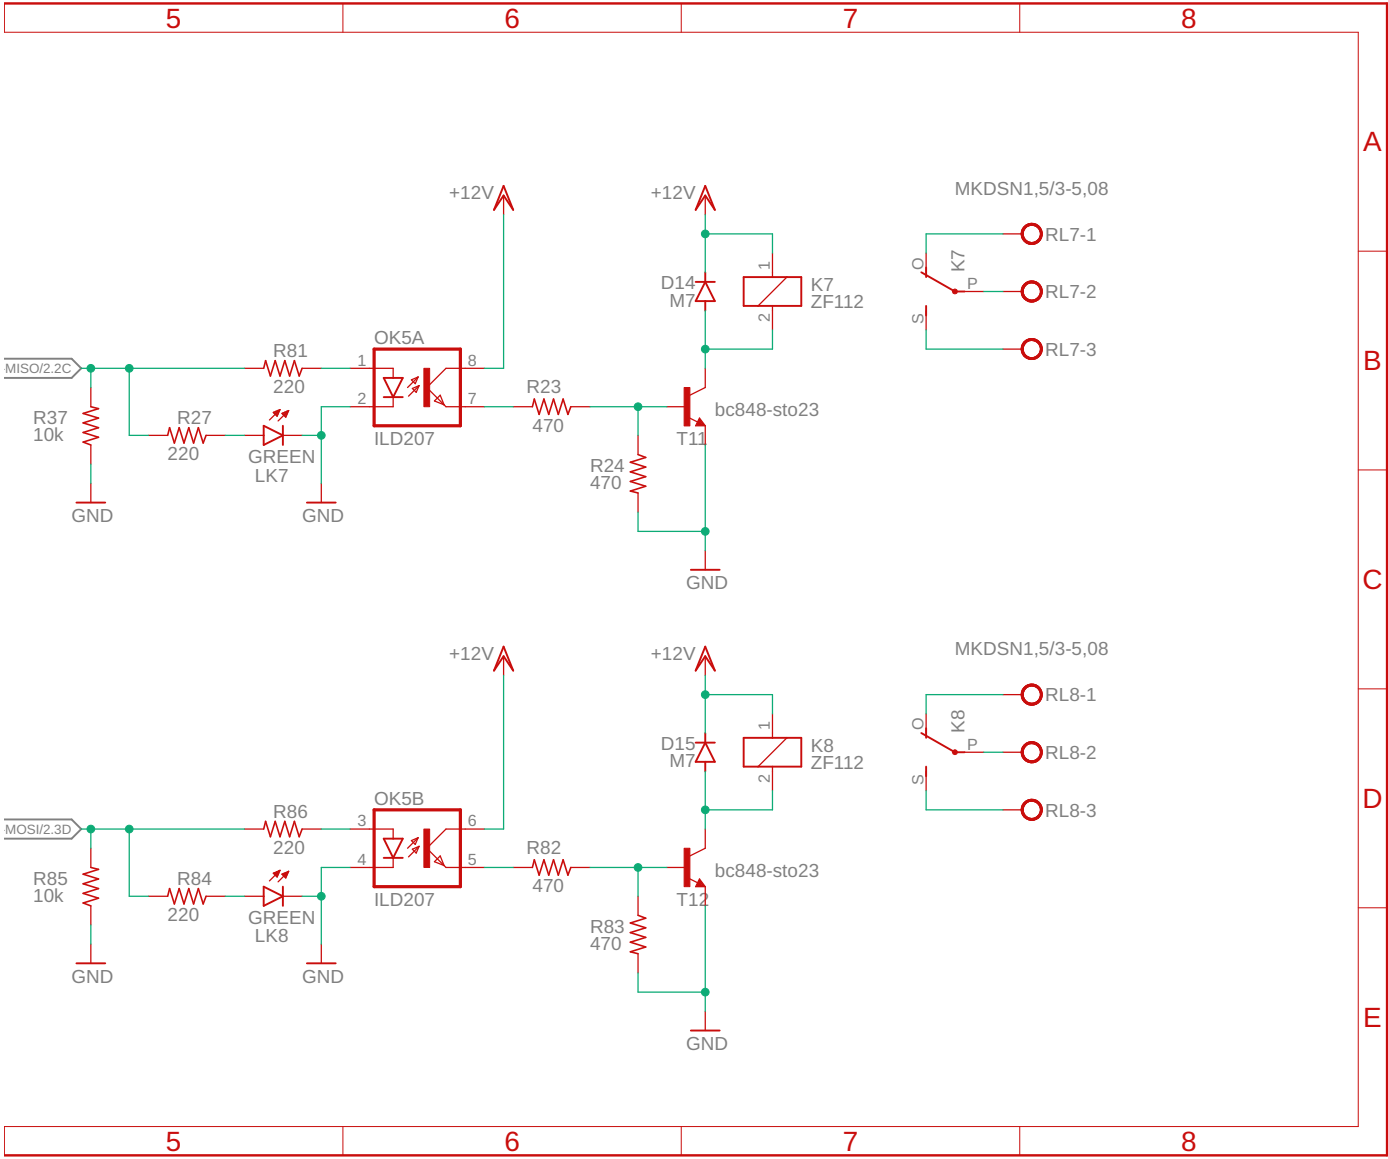 5
6
7
8
A
B
C
D
E
+12V
+12V
MKDSN1,5/3-5,08
RL7-1
O
K7
P
RL7-2
S
RL7-3
1
D14
M7
K7
ZF112
2
OK5A
MISO/2.2C
R81
220
1
8
2
7
R37
10k
R27
220
GREEN
LK7
ILD207
R23
470
bc848-sto23
T11
R24
470
GND
GND
GND
+12V
+12V
MKDSN1,5/3-5,08
RL8-1
O
K8
P
RL8-2
S
RL8-3
1
D15
M7
K8
ZF112
2
OK5B
MOSI/2.3D
R86
220
3
6
4
5
R85
10k
R84
220
GREEN
LK8
ILD207
R82
470
bc848-sto23
T12
R83
470
GND
GND
GND
5
6
7
8